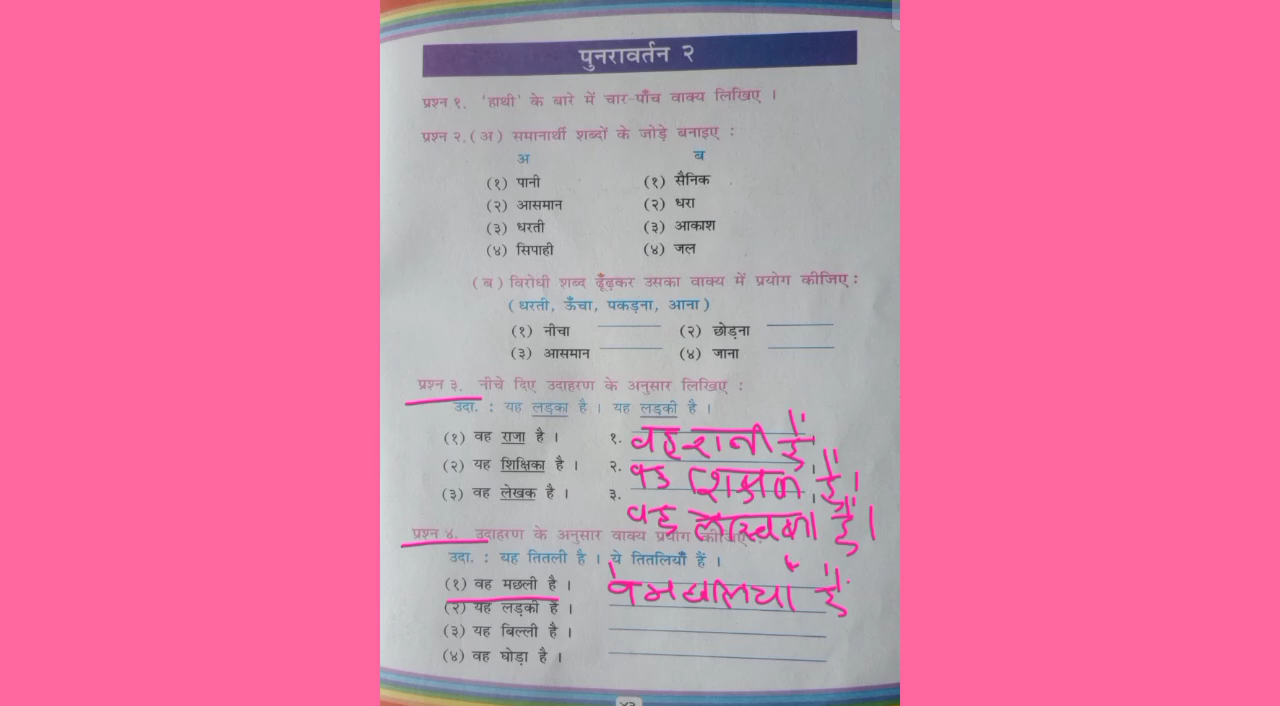 पुनरावर्तन २
प्रश्न १. 'हाथी' के बारे में चार-पाँच वाक्य लिखिए ।
प्रश्न २. (अ) समानार्थी शब्दों के जोड़े बनाइए :
अ ब
(१) पानी (१) सैनिक
(२) आसमान (२) धरा
(३) धरती (३) आकाश
(४) सिपाही (४) जल
(ब) विरोधी शब्द ढूँढ़कर उसका वाक्य में प्रयोग कीजिए :
(धरती, ऊँचा, पकड़ना, आना)
(१) नीचा (२) छोड़ना
(३) आसमान (४) जाना
प्रश्न ३. नीचे दिए उदाहरण के अनुसार लिखिए :
उदा. : यह लड़का है । यह लड़की है ।
(१) वह राजा है । १. वह रानी हैं
(२) यह शिक्षिका है । २. वह शिक्षक हैं।
(३) वह लेखक है । ३.
वह लेखिका हैं।
प्रश्न ४. उदाहरण के अनुसार वाक्य प्रयोग कीजिए :
उदा. : यह तितली है । ये तितलियाँ हैं ।
(१) वह मछली है । वे मछलियाँ हैं
(२) यह लड़की है ।
(३) यह बिल्ली है ।
(४) वह घोड़ा है ।
४३